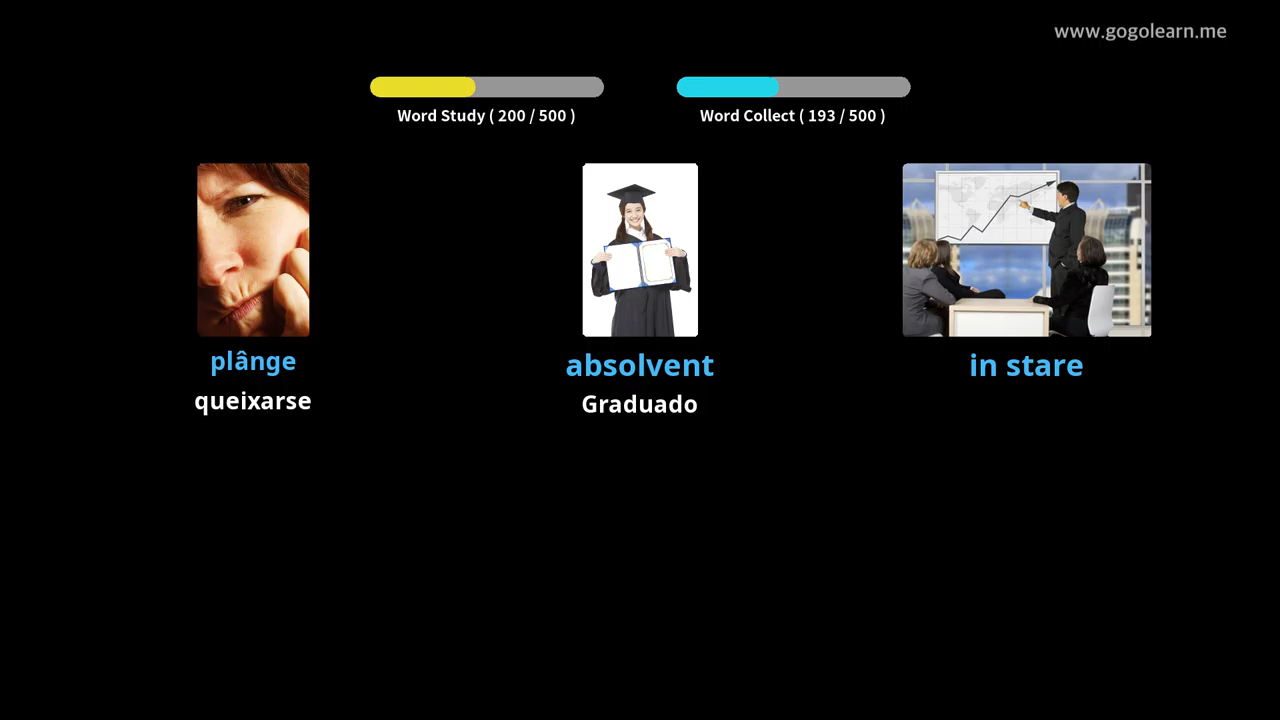 www.gogolearn.me
Word Study ( 200 / 500 )
Word Collect ( 193 / 500 )
plânge
queixarse
absolvent
Graduado
in stare